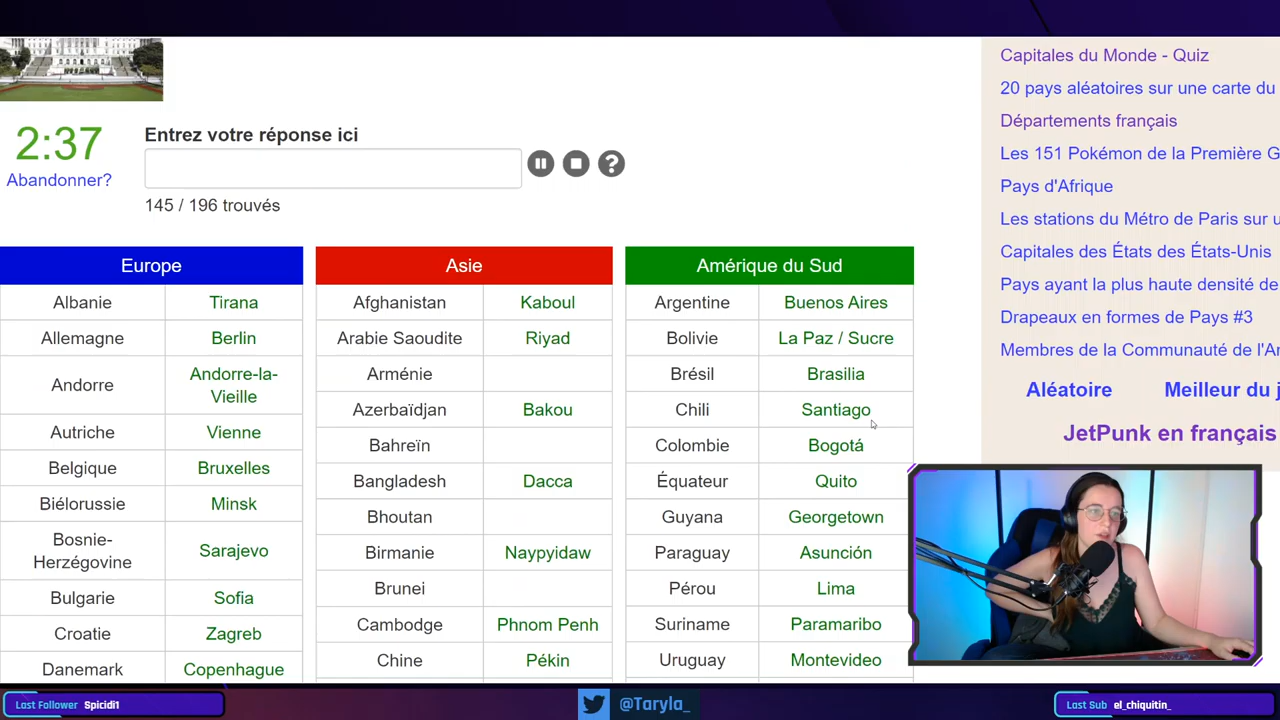 2:37
Abandonner?
Entrez votre réponse ici
145 / 196 trouvés
Europe
Albanie Tirana
Allemagne Berlin
Andorre Andorre-la-
Vieille
Autriche Vienne
Belgique Bruxelles
Biélorussie Minsk
Bosnie-
Herzégovine Sarajevo
Bulgarie Sofia
Croatie Zagreb
Danemark Copenhague
Asie
Afghanistan Kaboul
Arabie Saoudite Riyad
Arménie
Azerbaïdjan Bakou
Bahreïn
Bangladesh Dacca
Bhoutan
Birmanie Naypyidaw
Brunei
Cambodge Phnom Penh
Chine Pékin
Amérique du Sud
Argentine Buenos Aires
Bolivie La Paz / Sucre
Brésil Brasilia
Chili Santiago
Colombie Bogotá
Équateur Quito
Guyana Georgetown
Paraguay Asunción
Pérou Lima
Suriname Paramaribo
Uruguay Montevideo
Capitales du Monde - Quiz
20 pays aléatoires sur une carte du
Départements français
Les 151 Pokémon de la Première G
Pays d'Afrique
Les stations du Métro de Paris sur u
Capitales des États des États-Unis
Pays ayant la plus haute densité de
Drapeaux en formes de Pays #3
Membres de la Communauté de l'A
Aléatoire Meilleur du j
JetPunk en français
Last Follower Spicidi1
@Taryla_
Last Sub el_chiquitin_